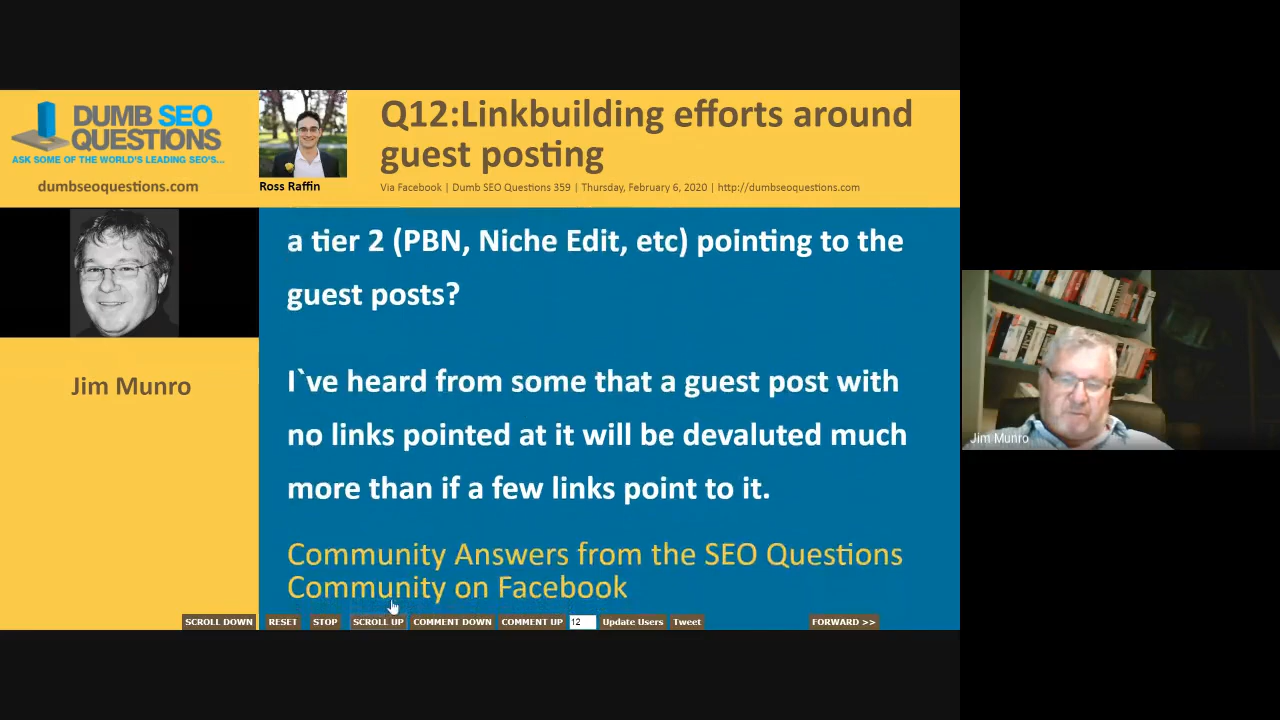 DUMB SEO
QUESTIONS
ASK SOME OF THE WORLD'S LEADING SEO'S...
dumbseoquestions.com
Ross Raffin
Q12:Linkbuilding efforts around
guest posting
Via Facebook | Dumb SEO Questions 359 | Thursday, February 6, 2020 | http://dumbseoquestions.com
Jim Munro
a tier 2 (PBN, Niche Edit, etc) pointing to the
guest posts?
I`ve heard from some that a guest post with
no links pointed at it will be devaluted much
more than if a few links point to it.
Community Answers from the SEO Questions
Community on Facebook
SCROLL DOWN RESET STOP SCROLL UP COMMENT DOWN COMMENT UP 12 Update Users Tweet FORWARD >>
Jim Munro